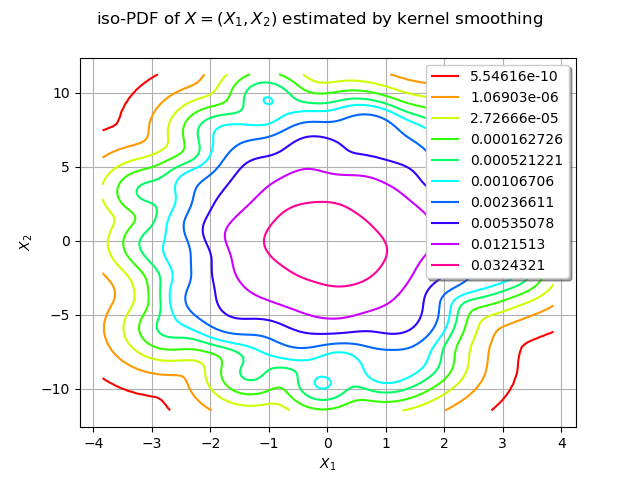 iso-PDF of X = (X₁, X₂) estimated by kernel smoothing
5.54616e-10
1.06903e-06
2.72666e-05
0.000162726
0.000521221
0.00106706
0.00236611
0.00535078
0.0121513
0.0324321
10
5
0
−5
−10
X₂
−4 −3 −2 −1 0 1 2 3 4
X₁